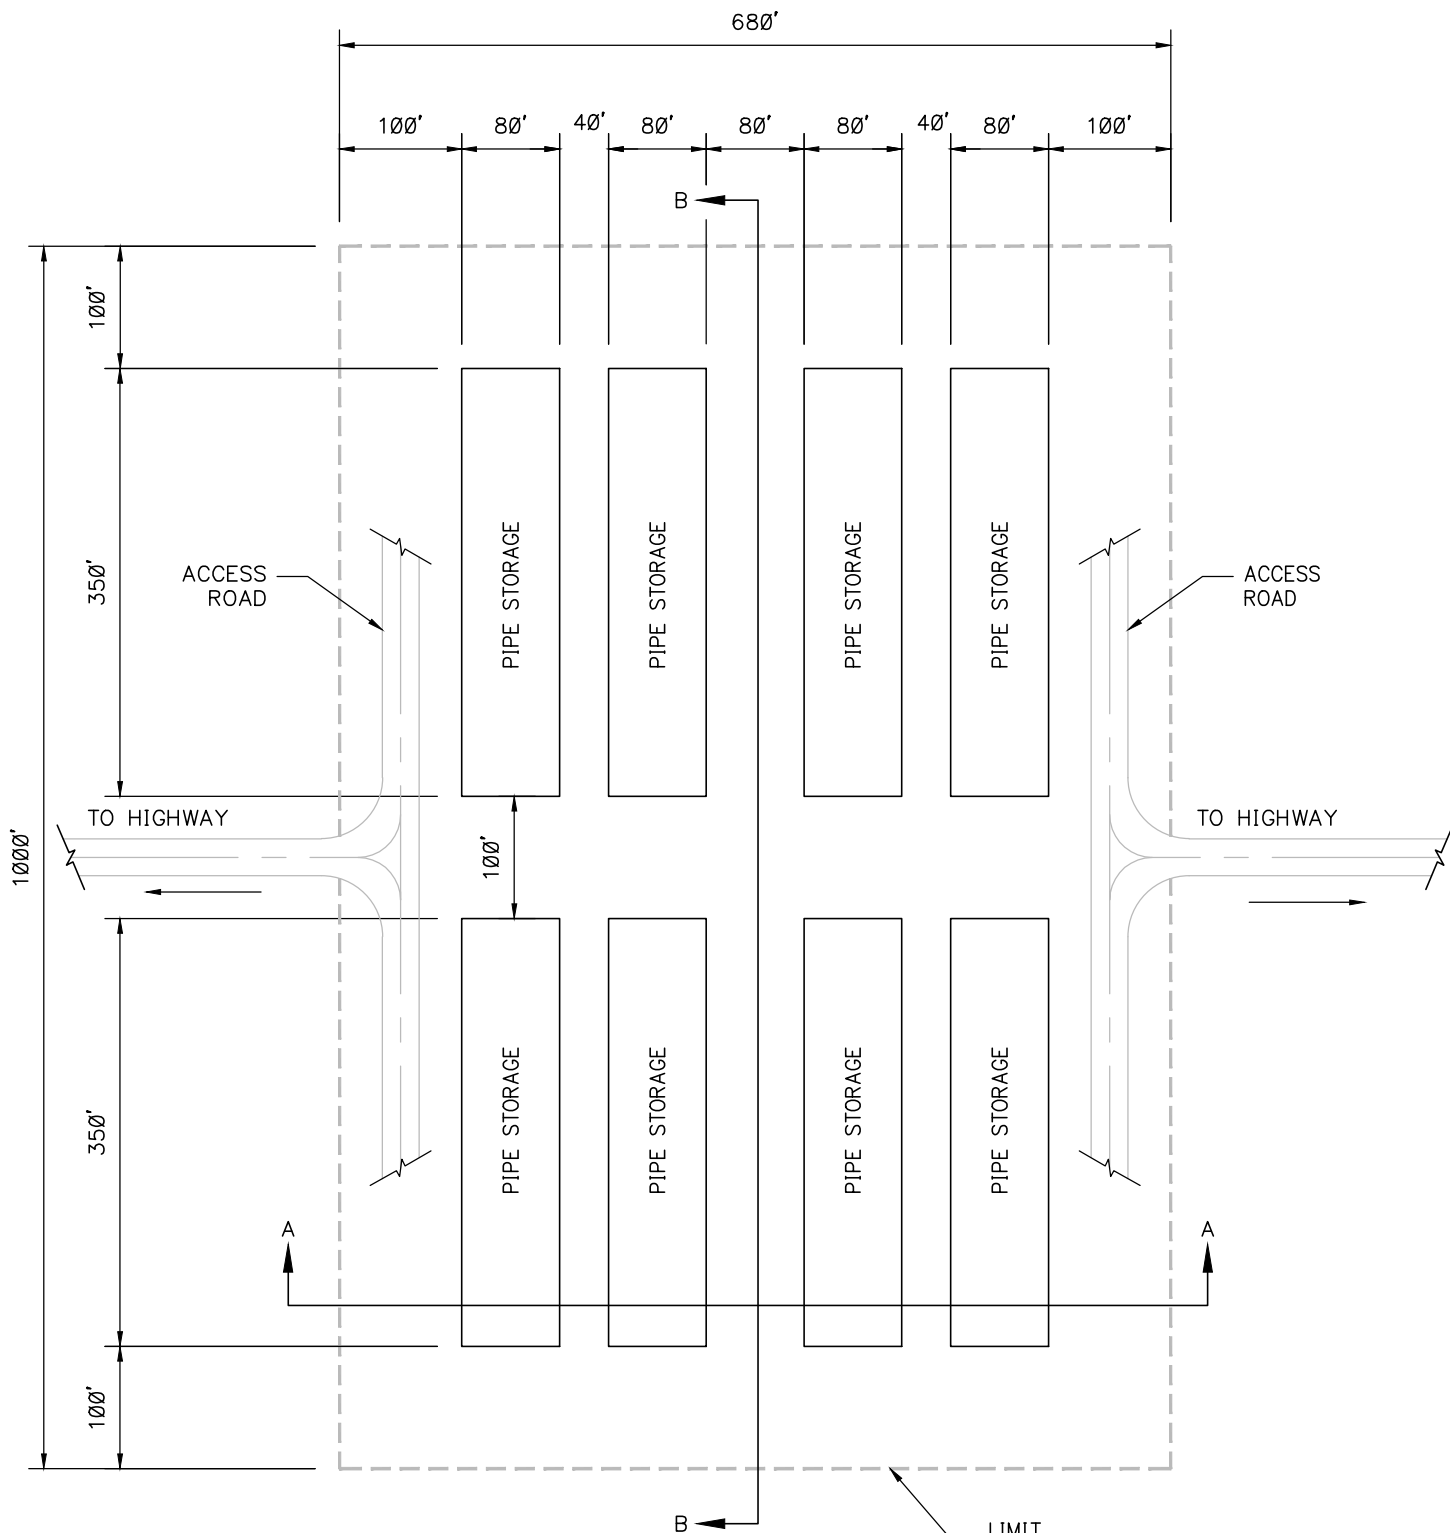 680'
100'
80'
40'
80'
80'
80'
40'
80'
100'
B
100'
350'
ACCESS
ROAD
PIPE STORAGE
PIPE STORAGE
PIPE STORAGE
PIPE STORAGE
ACCESS
ROAD
TO HIGHWAY
TO HIGHWAY
1000'
100'
350'
PIPE STORAGE
PIPE STORAGE
PIPE STORAGE
PIPE STORAGE
A
A
100'
B
LIMIT